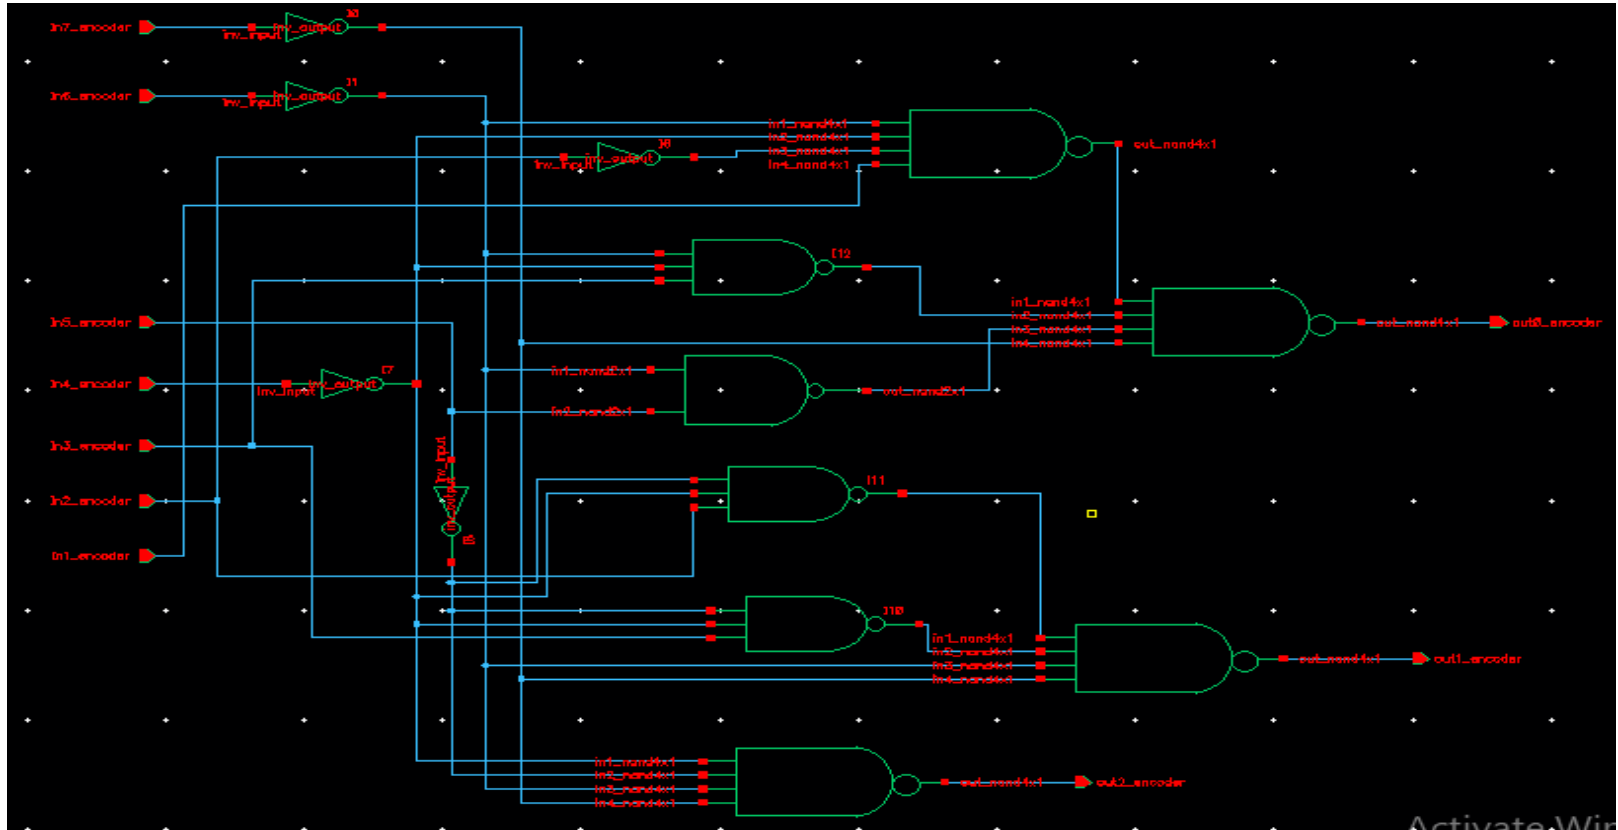 In7_encoder
inv_input
inv_output
I0
In6_encoder
inv_input
inv_output
I1
inv_input
inv_output
in1_nand4x1
in2_nand4x1
in3_nand4x1
in4_nand4x1
out_nand4x1
I12
In5_encoder
in1_nand4x1
in2_nand4x1
in3_nand4x1
in4_nand4x1
out_nand4x1
out0_encoder
In4_encoder
inv_input
inv_output
I7
in1_nand2x1
in2_nand2x1
out_nand2x1
In3_encoder
inv_input
inv_output
In2_encoder
I11
In1_encoder
I10
in1_nand4x1
in2_nand4x1
in3_nand4x1
in4_nand4x1
out_nand4x1
out1_encoder
in1_nand4x1
in2_nand4x1
in3_nand4x1
in4_nand4x1
out_nand4x1
out2_encoder
Activate Win